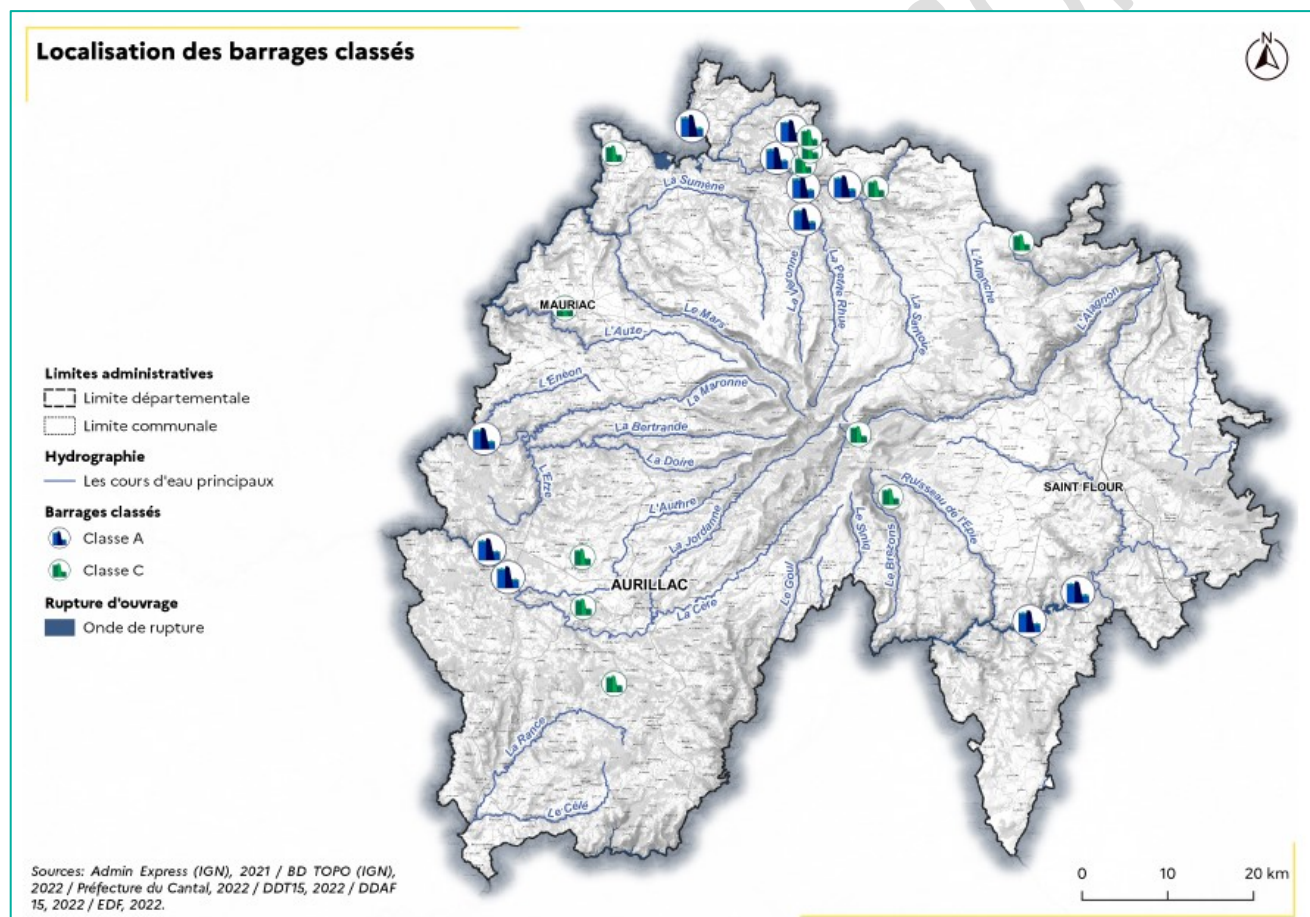 Localisation des barrages classés
N
La Sumène
La Véronne
La Petite Rhue
La Santoire
L'Allanche
L'Alagnon
MAURIAC
Le Mars
L'Auze
L'Enéon
La Maronne
La Bertrande
La Doire
L'Etze
L'Authre
La Jordanne
Ruisseau de l'Epie
SAINT FLOUR
Le Siniq
Le Brezons
AURILLAC
Le Goul
La Cère
La Rance
Le Célé
Limites administratives
Limite départementale
Limite communale
Hydrographie
Les cours d'eau principaux
Barrages classés
Classe A
Classe C
Rupture d'ouvrage
Onde de rupture
Sources: Admin Express (IGN), 2021 / BD TOPO (IGN),
2022 / Préfecture du Cantal, 2022 / DDT15, 2022 / DDAF
15, 2022 / EDF, 2022.
0 10 20 km